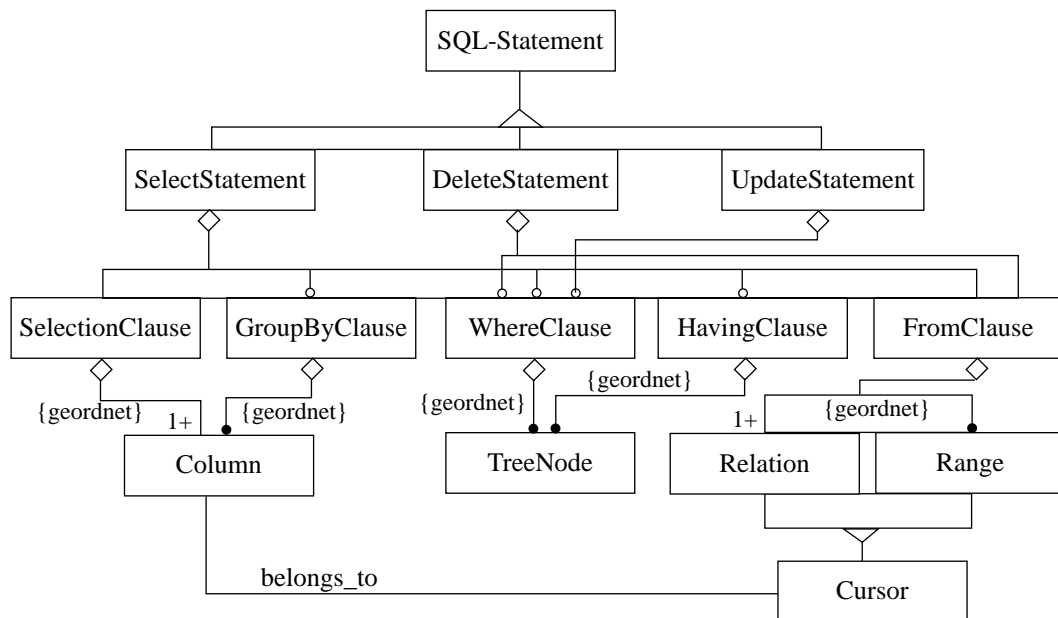 SQL-Statement
SelectStatement
DeleteStatement
UpdateStatement
SelectionClause
GroupByClause
WhereClause
HavingClause
FromClause
{geordnet}
1+
{geordnet}
{geordnet}
{geordnet}
1+
{geordnet}
Column
TreeNode
Relation
Range
belongs_to
Cursor